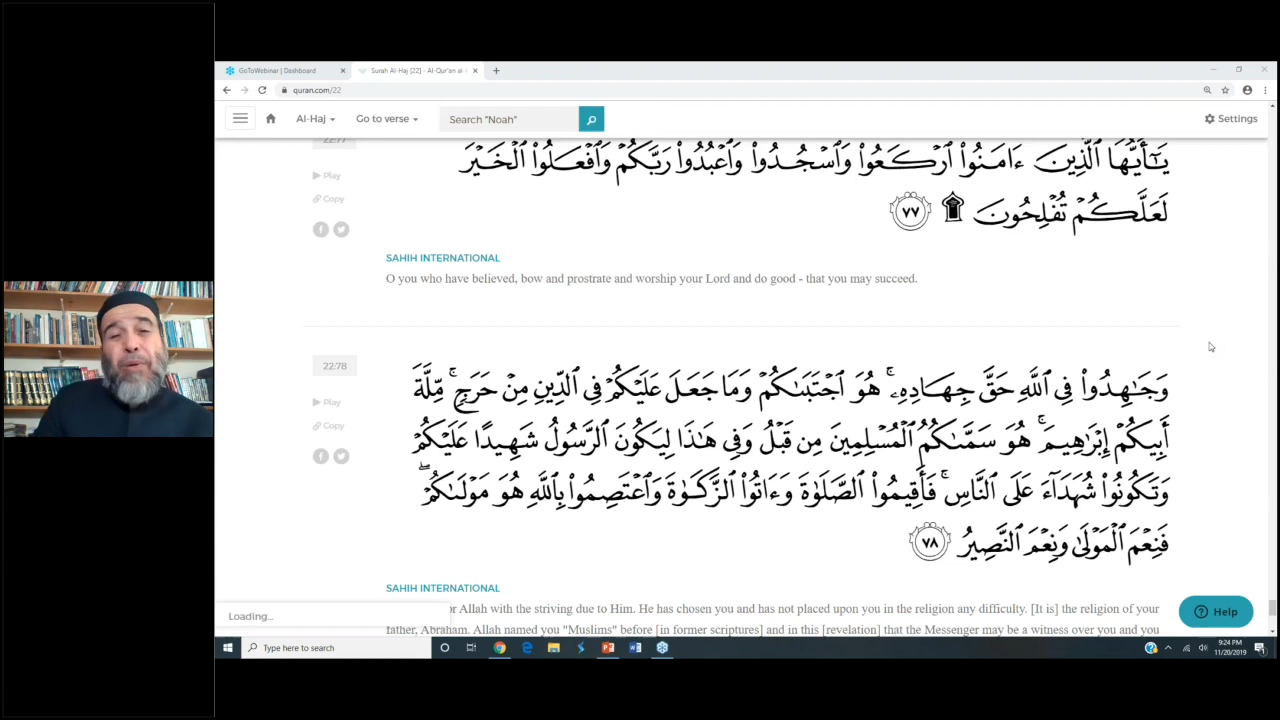 GoToWebinar | Dashboard
Surah Al-Haj [22] - Al-Qur'an al-
quran.com/22
Al-Haj
Go to verse
Search "Noah"
Settings
22:77
يَـٰٓأَيُّهَا ٱلَّذِينَ ءَامَنُوا۟ ٱرْكَعُوا۟ وَٱسْجُدُوا۟ وَٱعْبُدُوا۟ رَبَّكُمْ وَٱفْعَلُوا۟ ٱلْخَيْرَ
لَعَلَّكُمْ تُفْلِحُونَ ۩ ٧٧
Play
Copy
SAHIH INTERNATIONAL
O you who have believed, bow and prostrate and worship your Lord and do good - that you may succeed.
22:78
Play
Copy
وَجَـٰهِدُوا۟ فِى ٱللَّهِ حَقَّ جِهَادِهِۦ ۚ هُوَ ٱجْتَبَىٰكُمْ وَمَا جَعَلَ عَلَيْكُمْ فِى ٱلدِّينِ مِنْ حَرَجٍ ۚ مِّلَّةَ
أَبِيكُمْ إِبْرَٰهِيمَ ۚ هُوَ سَمَّىٰكُمُ ٱلْمُسْلِمِينَ مِن قَبْلُ وَفِى هَـٰذَا لِيَكُونَ ٱلرَّسُولُ شَهِيدًا عَلَيْكُمْ
وَتَكُونُوا۟ شُهَدَآءَ عَلَى ٱلنَّاسِ ۚ فَأَقِيمُوا۟ ٱلصَّلَوٰةَ وَءَاتُوا۟ ٱلزَّكَوٰةَ وَٱعْتَصِمُوا۟ بِٱللَّهِ هُوَ مَوْلَىٰكُمْ ۖ
فَنِعْمَ ٱلْمَوْلَىٰ وَنِعْمَ ٱلنَّصِيرُ ٧٨
SAHIH INTERNATIONAL
or Allah with the striving due to Him. He has chosen you and has not placed upon you in the religion any difficulty. [It is] the religion of your
father, Abraham. Allah named you "Muslims" before [in former scriptures] and in this [revelation] that the Messenger may be a witness over you and you
Loading...
Help
Type here to search
9:24 PM
11/20/2019